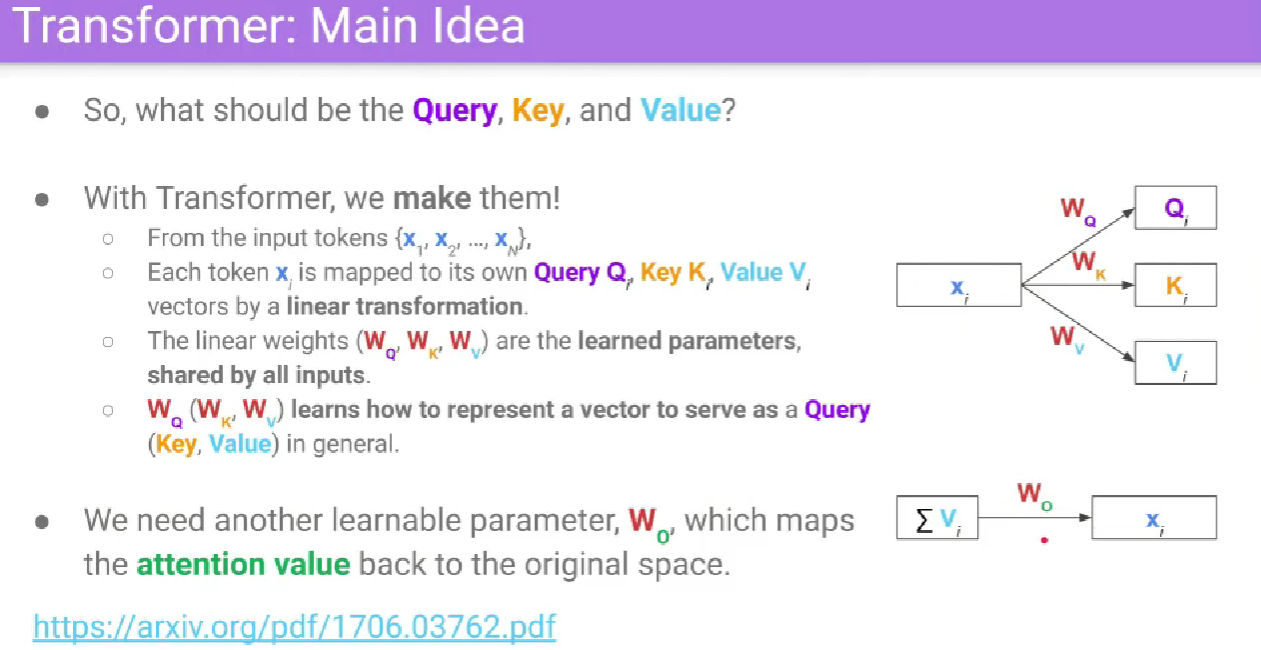 Transformer: Main Idea
● So, what should be the Query, Key, and Value?
● With Transformer, we make them!
○ From the input tokens {x₁, x₂, ..., x_N},
○ Each token x_i is mapped to its own Query Q_i, Key K_i, Value V_i
vectors by a linear transformation.
○ The linear weights (W_Q, W_K, W_V) are the learned parameters,
shared by all inputs.
○ W_Q (W_K, W_V) learns how to represent a vector to serve as a Query
(Key, Value) in general.
● We need another learnable parameter, W_O, which maps
the attention value back to the original space.
https://arxiv.org/pdf/1706.03762.pdf
W_Q
Q_i
W_K
x_i
K_i
W_V
V_i
W_O
∑ V_i
x_i